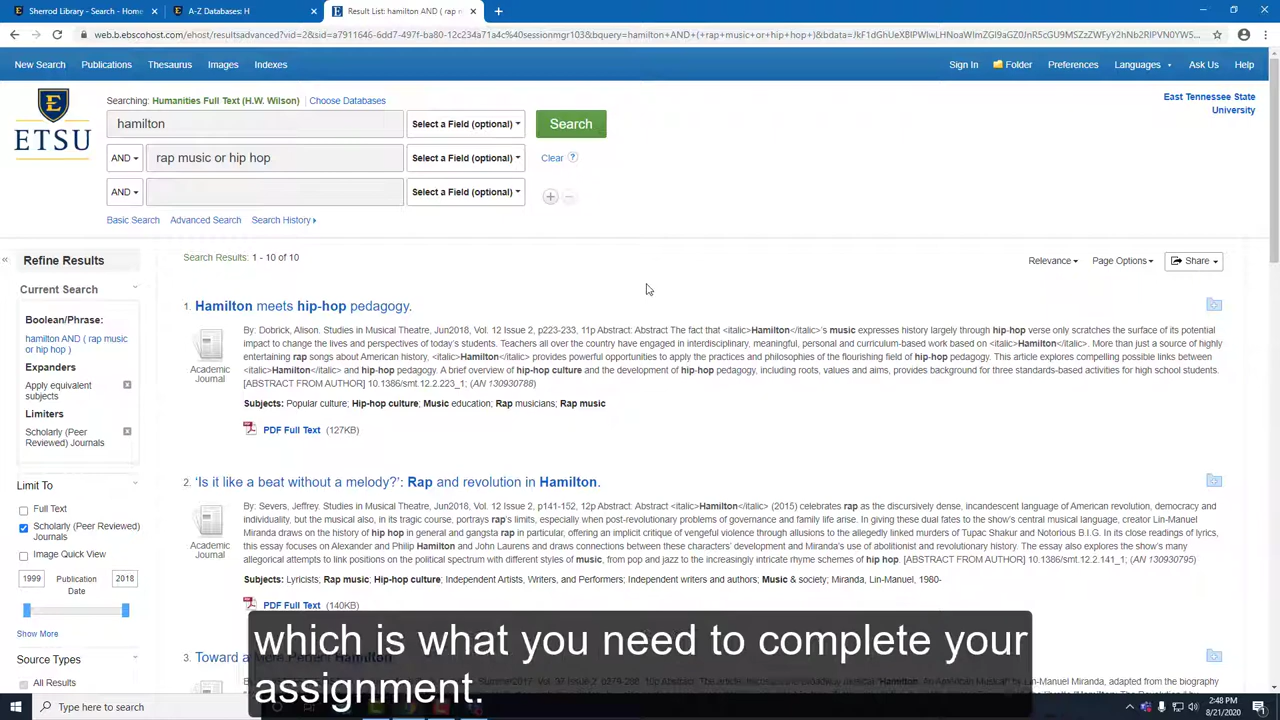 Sherrod Library - Search - Home
A-Z Databases: H
Result List: hamilton AND ( rap m
New Search Publications Thesaurus Images Indexes Sign In Folder Preferences Languages Ask Us Help
Searching: Humanities Full Text (H.W. Wilson) Choose Databases
East Tennessee State
University
ETSU
hamilton Select a Field (optional) Search
AND rap music or hip hop Select a Field (optional) Clear ?
AND Select a Field (optional)
Basic Search Advanced Search Search History
Refine Results
Search Results: 1 - 10 of 10
Relevance Page Options Share
Current Search
Boolean/Phrase:
hamilton AND ( rap music
or hip hop )
Expanders
Apply equivalent
subjects
Limiters
Scholarly (Peer
Reviewed) Journals
Limit To
Full Text
Scholarly (Peer Reviewed)
Journals
Image Quick View
1999 Publication Date 2018
Show More
Source Types
All Results
1. Hamilton meets hip-hop pedagogy.
Academic
Journal
By: Dobrick, Alison. Studies in Musical Theatre, Jun2018, Vol. 12 Issue 2, p223-233, 11p Abstract: Abstract The fact that <italic>Hamilton</italic>'s music expresses history largely through hip-hop verse only scratches the surface of its potential
impact to change the lives and perspectives of today's students. Teachers all over the country have engaged in interdisciplinary, meaningful, personal and curriculum-based work based on <italic>Hamilton</italic>. More than just a source of highly
entertaining rap songs about American history, <italic>Hamilton</italic> provides powerful opportunities to apply the practices and philosophies of the flourishing field of hip-hop pedagogy. This article explores compelling possible links between
<italic>Hamilton</italic> and hip-hop pedagogy. A brief overview of hip-hop culture and the development of hip-hop pedagogy, including roots, values and aims, provides background for three standards-based activities for high school students.
[ABSTRACT FROM AUTHOR] 10.1386/smt.12.2.223_1; (AN 130930788)
Subjects: Popular culture; Hip-hop culture; Music education; Rap musicians; Rap music
PDF Full Text (127KB)
2. 'Is it like a beat without a melody?': Rap and revolution in Hamilton.
Academic
Journal
By: Severs, Jeffrey. Studies in Musical Theatre, Jun2018, Vol. 12 Issue 2, p141-152, 12p Abstract: Abstract <italic>Hamilton</italic> (2015) celebrates rap as the discursively dense, incandescent language of American revolution, democracy and
individuality, but the musical also, in its tragic course, portrays rap's limits, especially when post-revolutionary problems of governance and family life arise. In giving these dual fates to the show's central musical language, creator Lin-Manuel
Miranda draws on the history of hip hop in general and gangsta rap in particular, offering an implicit critique of vengeful violence through allusions to the allegedly linked murders of Tupac Shakur and Notorious B.I.G. In its close readings of lyrics,
this essay focuses on Alexander and Philip Hamilton and John Laurens and draws connections between these characters' development and Miranda's use of abolitionist and revolutionary history. The essay also explores the show's many
allegorical attempts to link positions on the political spectrum with different styles of music, from pop and jazz to the increasingly intricate rhyme schemes of hip hop. [ABSTRACT FROM AUTHOR] 10.1386/smt.12.2.141_1; (AN 130930795)
Subjects: Lyricists; Rap music; Hip-hop culture; Independent Artists, Writers, and Performers; Independent writers and authors; Music & society; Miranda, Lin-Manuel, 1980-
PDF Full Text (140KB)
3. Toward a More Perfect Hamilton
which is what you need to complete your
assignment.
Type here to search
2:48 PM
8/21/2020